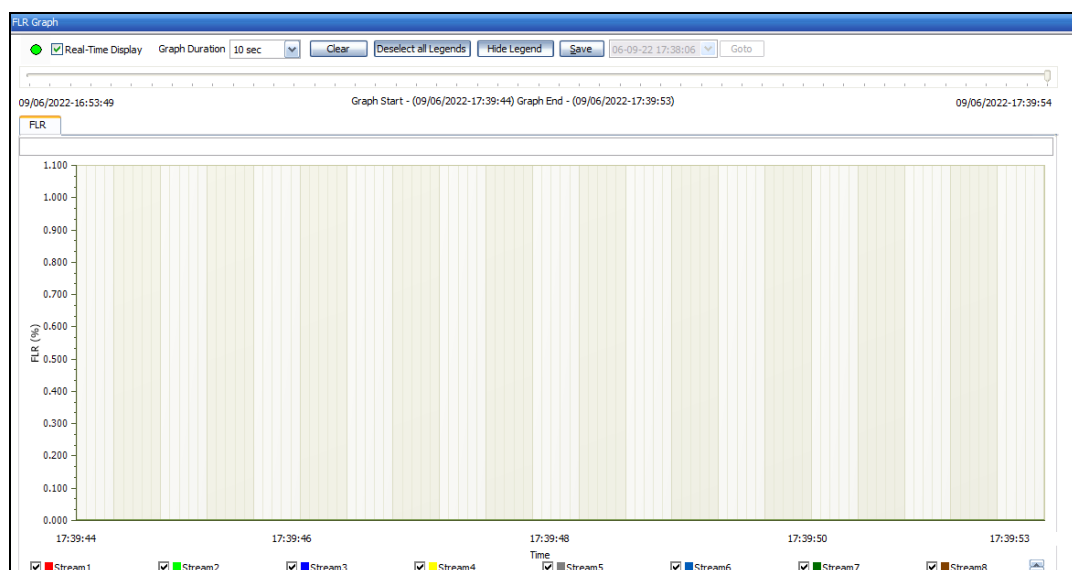 FLR Graph
Real-Time Display Graph Duration 10 sec Clear Deselect all Legends Hide Legend Save 06-09-22 17:38:06 Goto
09/06/2022-16:53:49 Graph Start - (09/06/2022-17:39:44) Graph End - (09/06/2022-17:39:53) 09/06/2022-17:39:54
FLR
1.100
1.000
0.900
0.800
0.700
0.600
0.500
0.400
0.300
0.200
0.100
0.000
FLR (%)
17:39:44 17:39:46 17:39:48 17:39:50 17:39:53
Time
Stream1 Stream2 Stream3 Stream4 Stream5 Stream6 Stream7 Stream8